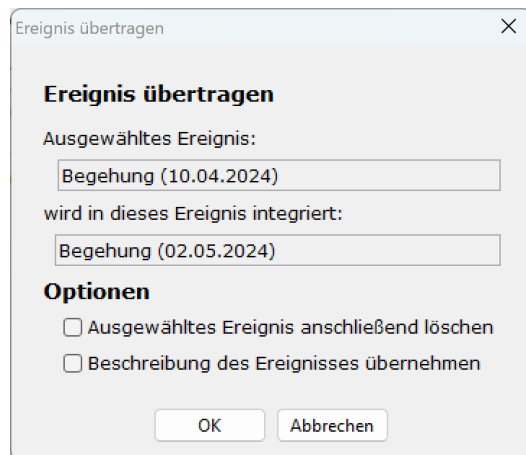 Ereignis übertragen
Ereignis übertragen
Ausgewähltes Ereignis:
Begehung (10.04.2024)
wird in dieses Ereignis integriert:
Begehung (02.05.2024)
Optionen
Ausgewähltes Ereignis anschließend löschen
Beschreibung des Ereignisses übernehmen
OK Abbrechen